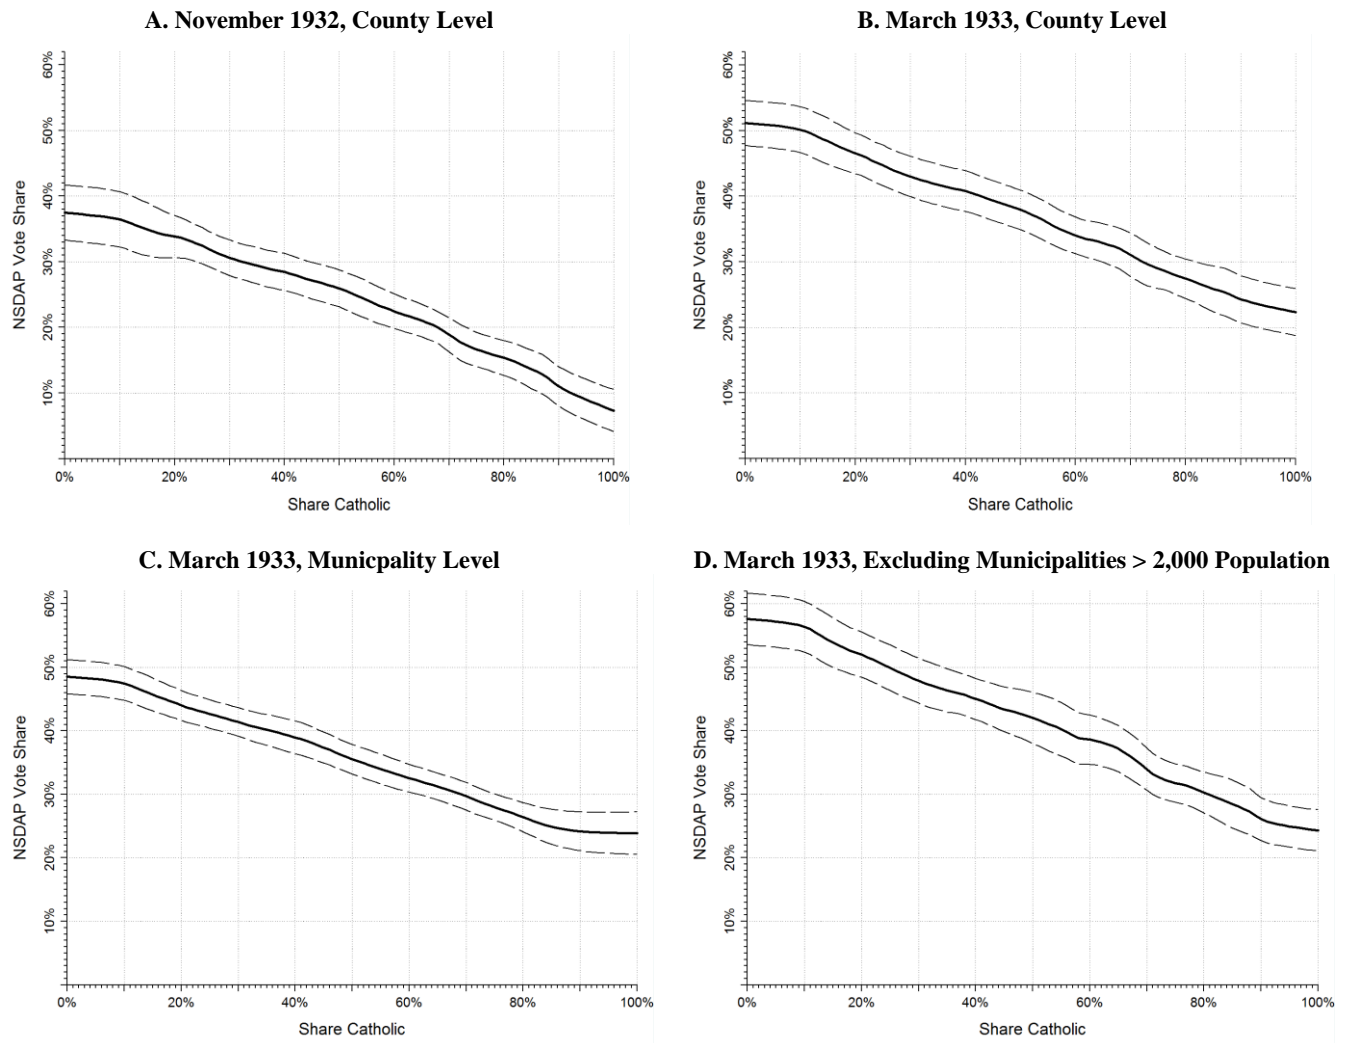 A. November 1932, County Level
60%
50%
40%
30%
20%
10%
NSDAP Vote Share
0% 20% 40% 60% 80% 100%
Share Catholic
B. March 1933, County Level
60%
50%
40%
30%
20%
10%
NSDAP Vote Share
0% 20% 40% 60% 80% 100%
Share Catholic
C. March 1933, Municpality Level
60%
50%
40%
30%
20%
10%
NSDAP Vote Share
0% 20% 40% 60% 80% 100%
Share Catholic
D. March 1933, Excluding Municipalities > 2,000 Population
60%
50%
40%
30%
20%
10%
NSDAP Vote Share
0% 20% 40% 60% 80% 100%
Share Catholic